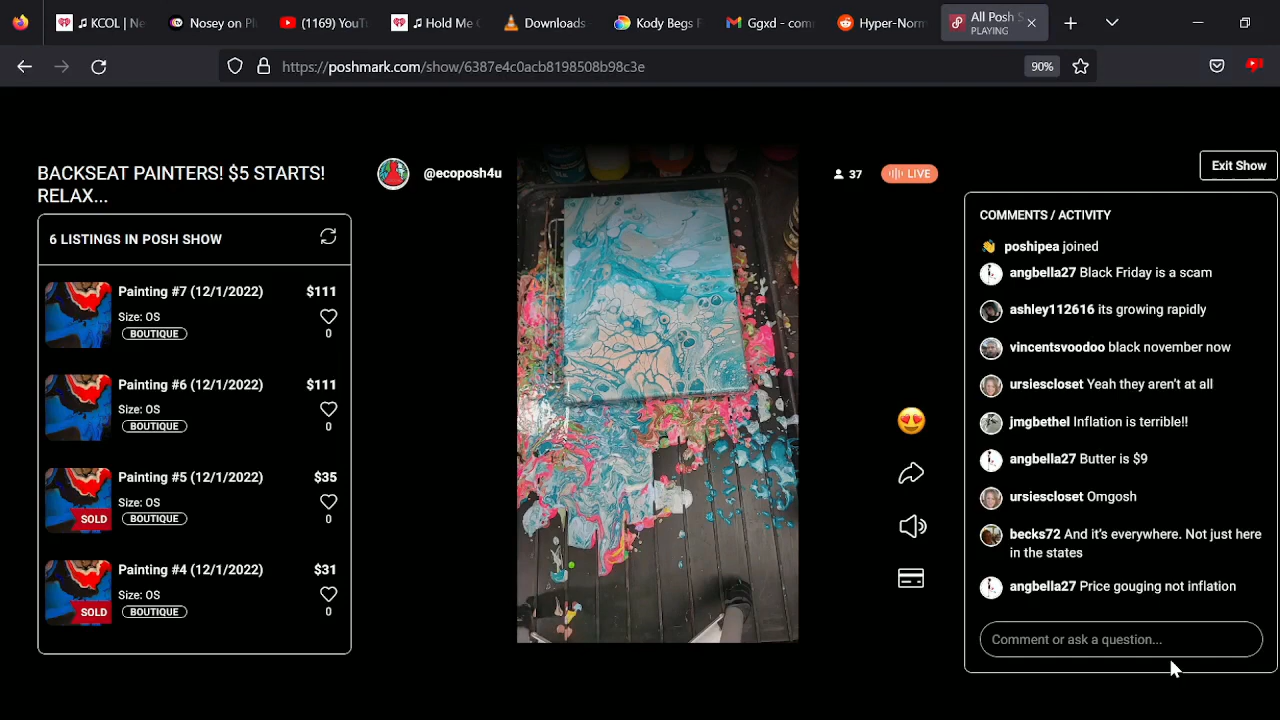 ♫ KCOL | Ne
Nosey on Pl
(1169) YouT
♫ Hold Me
Downloads
Kody Begs F
Ggxd - com
Hyper-Norm
All Posh S
PLAYING
https://poshmark.com/show/6387e4c0acb8198508b98c3e
90%
BACKSEAT PAINTERS! $5 STARTS!
RELAX...
@ecoposh4u
37
LIVE
Exit Show
6 LISTINGS IN POSH SHOW
Painting #7 (12/1/2022) $111
Size: OS
BOUTIQUE
0
Painting #6 (12/1/2022) $111
Size: OS
BOUTIQUE
0
Painting #5 (12/1/2022) $35
Size: OS
SOLD
BOUTIQUE
0
Painting #4 (12/1/2022) $31
Size: OS
SOLD
BOUTIQUE
0
COMMENTS / ACTIVITY
poshipea joined
angbella27 Black Friday is a scam
ashley112616 its growing rapidly
vincentsvoodoo black november now
ursiescloset Yeah they aren't at all
jmgbethel Inflation is terrible!!
angbella27 Butter is $9
ursiescloset Omgosh
becks72 And it's everywhere. Not just here
in the states
angbella27 Price gouging not inflation
Comment or ask a question...